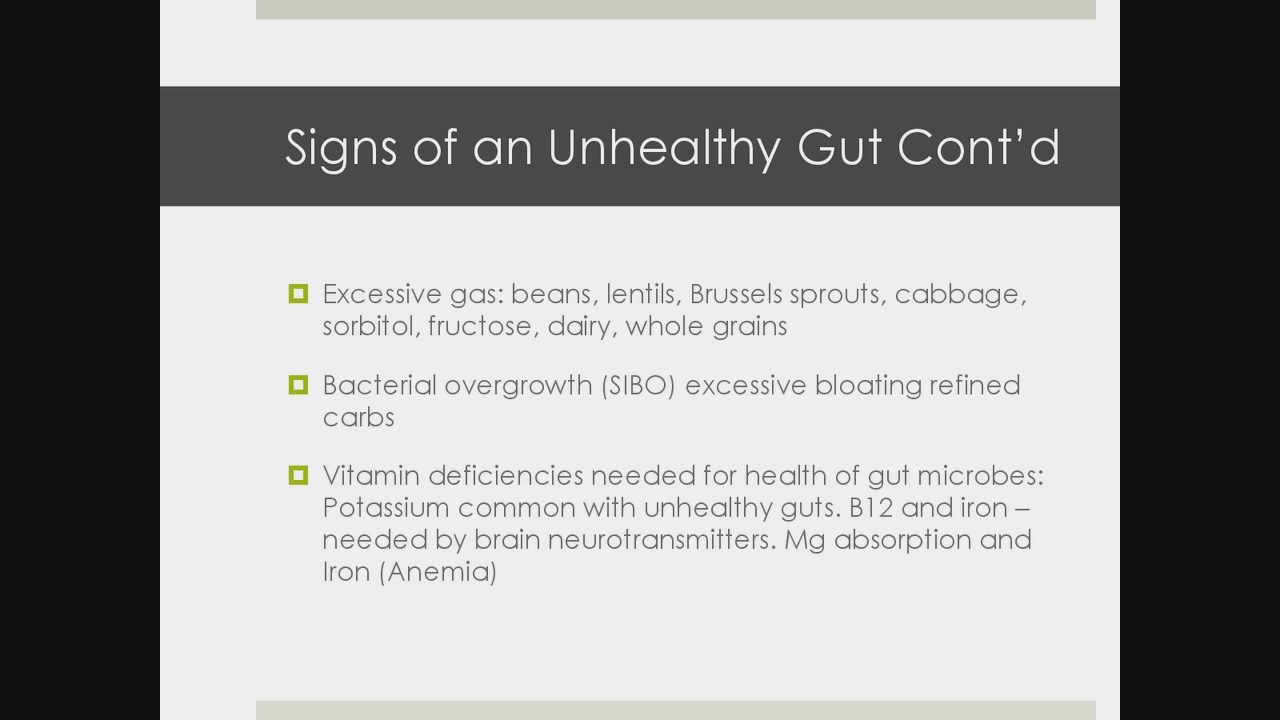 Signs of an Unhealthy Gut Cont’d
Excessive gas: beans, lentils, Brussels sprouts, cabbage,
sorbitol, fructose, dairy, whole grains
Bacterial overgrowth (SIBO) excessive bloating refined
carbs
Vitamin deficiencies needed for health of gut microbes:
Potassium common with unhealthy guts. B12 and iron –
needed by brain neurotransmitters. Mg absorption and
Iron (Anemia)